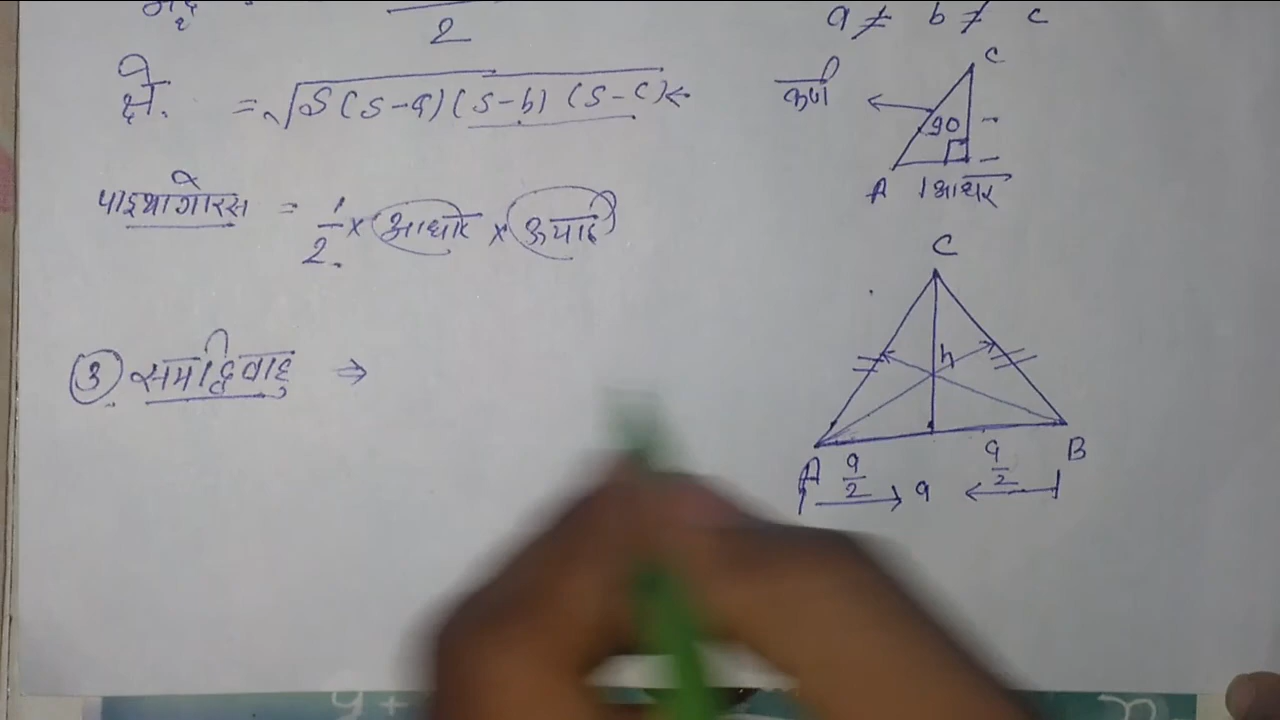 2
a ≠ b ≠ c
क्षे. = √S(S-a)(S-b)(S-c) ←
कर्ण
C
90
A
आधार
पाइथागोरस = 1/2 × आधार × ऊंचाई
C
h
③ समद्विबाहु ⇒
A
B
a/2
a/2
a